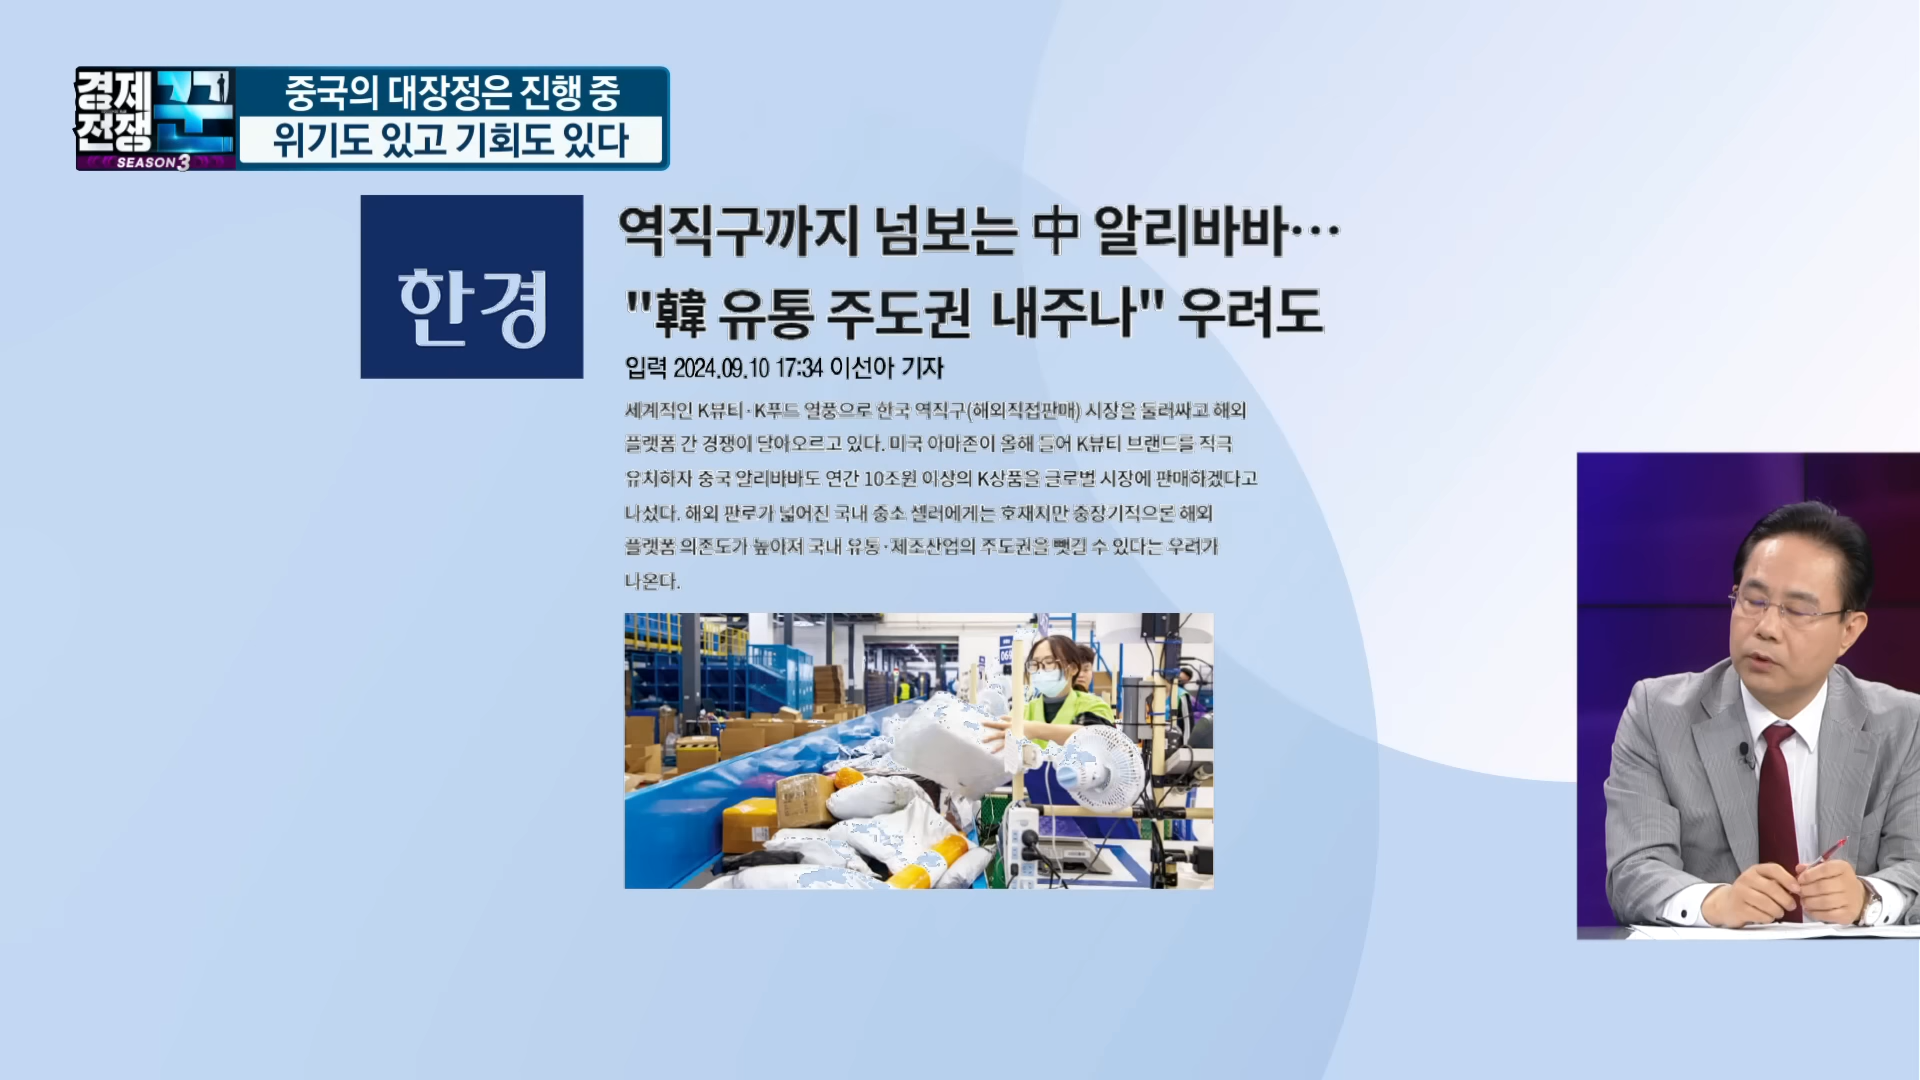 경제
전쟁
꾼
SEASON3
중국의 대장정은 진행 중
위기도 있고 기회도 있다
한경
역직구까지 넘보는 中 알리바바…
"韓 유통 주도권 내주나" 우려도
입력 2024.09.10 17:34 이선아 기자
세계적인 K뷰티·K푸드 열풍으로 한국 역직구(해외직접판매) 시장을 둘러싸고 해외
플랫폼 간 경쟁이 달아오르고 있다. 미국 아마존이 올해 들어 K뷰티 브랜드를 적극
유치하자 중국 알리바바도 연간 10조원 이상의 K상품을 글로벌 시장에 판매하겠다고
나섰다. 해외 판로가 넓어진 국내 중소 셀러에게는 호재지만 중장기적으론 해외
플랫폼 의존도가 높아져 국내 유통·제조산업의 주도권을 뺏길 수 있다는 우려가
나온다.